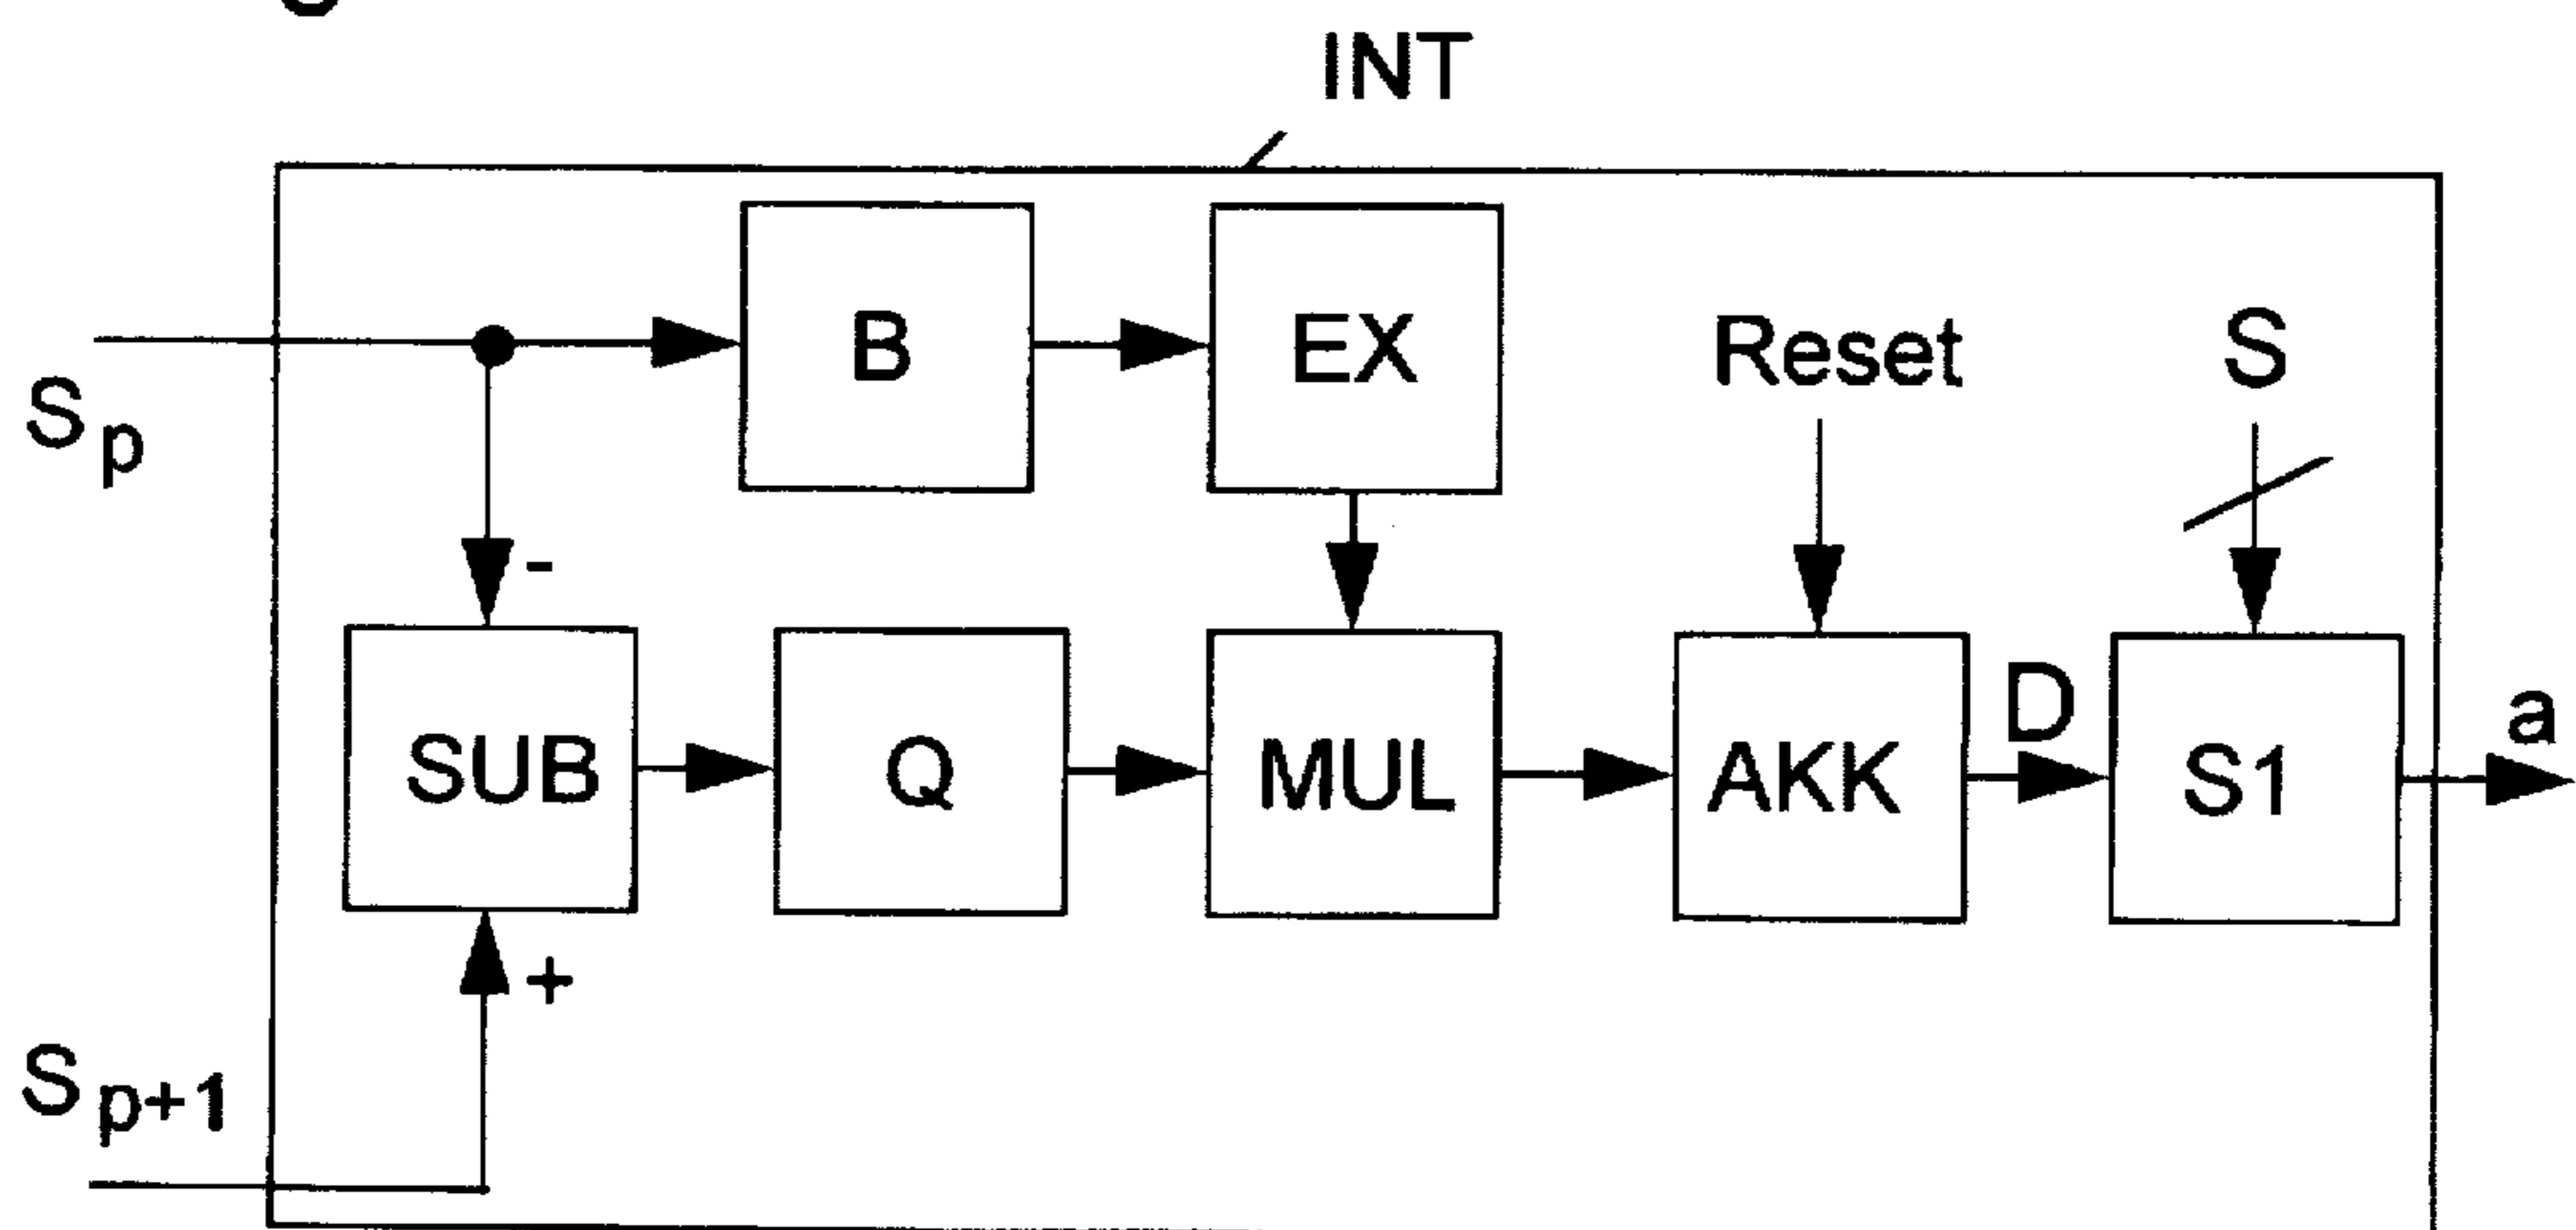 INT
B
EX
Reset
S
Sp
-
SUB
Q
MUL
AKK
D
S1
a
+
Sp+1